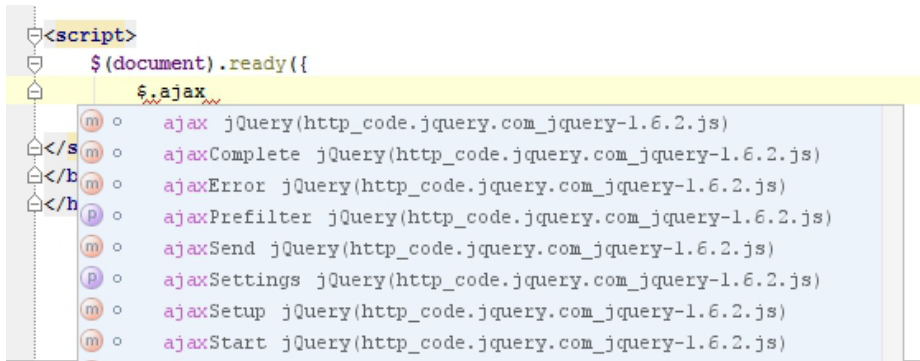 <script>
$(document).ready({
$.ajax
m ajax jQuery(http_code.jquery.com_jquery-1.6.2.js)
</s m ajaxComplete jQuery(http_code.jquery.com_jquery-1.6.2.js)
</b m ajaxError jQuery(http_code.jquery.com_jquery-1.6.2.js)
</h p ajaxPrefilter jQuery(http_code.jquery.com_jquery-1.6.2.js)
m ajaxSend jQuery(http_code.jquery.com_jquery-1.6.2.js)
p ajaxSettings jQuery(http_code.jquery.com_jquery-1.6.2.js)
m ajaxSetup jQuery(http_code.jquery.com_jquery-1.6.2.js)
m ajaxStart jQuery(http_code.jquery.com_jquery-1.6.2.js)